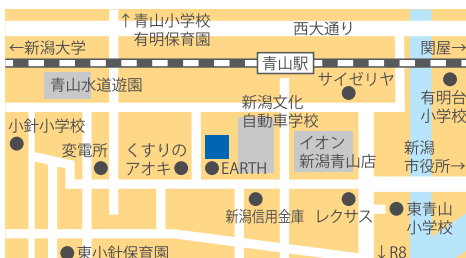 ↑青山小学校
有明保育園
西大通り
←新潟大学
青山駅
関屋→
青山水道遊園
サイゼリヤ
有明台
小学校
新潟文化
自動車学校
小針小学校
変電所
くすりの
アオキ
EARTH
イオン
新潟青山店
新潟
市役所→
新潟信用金庫
レクサス
東青山
小学校
東小針保育園
↓R8